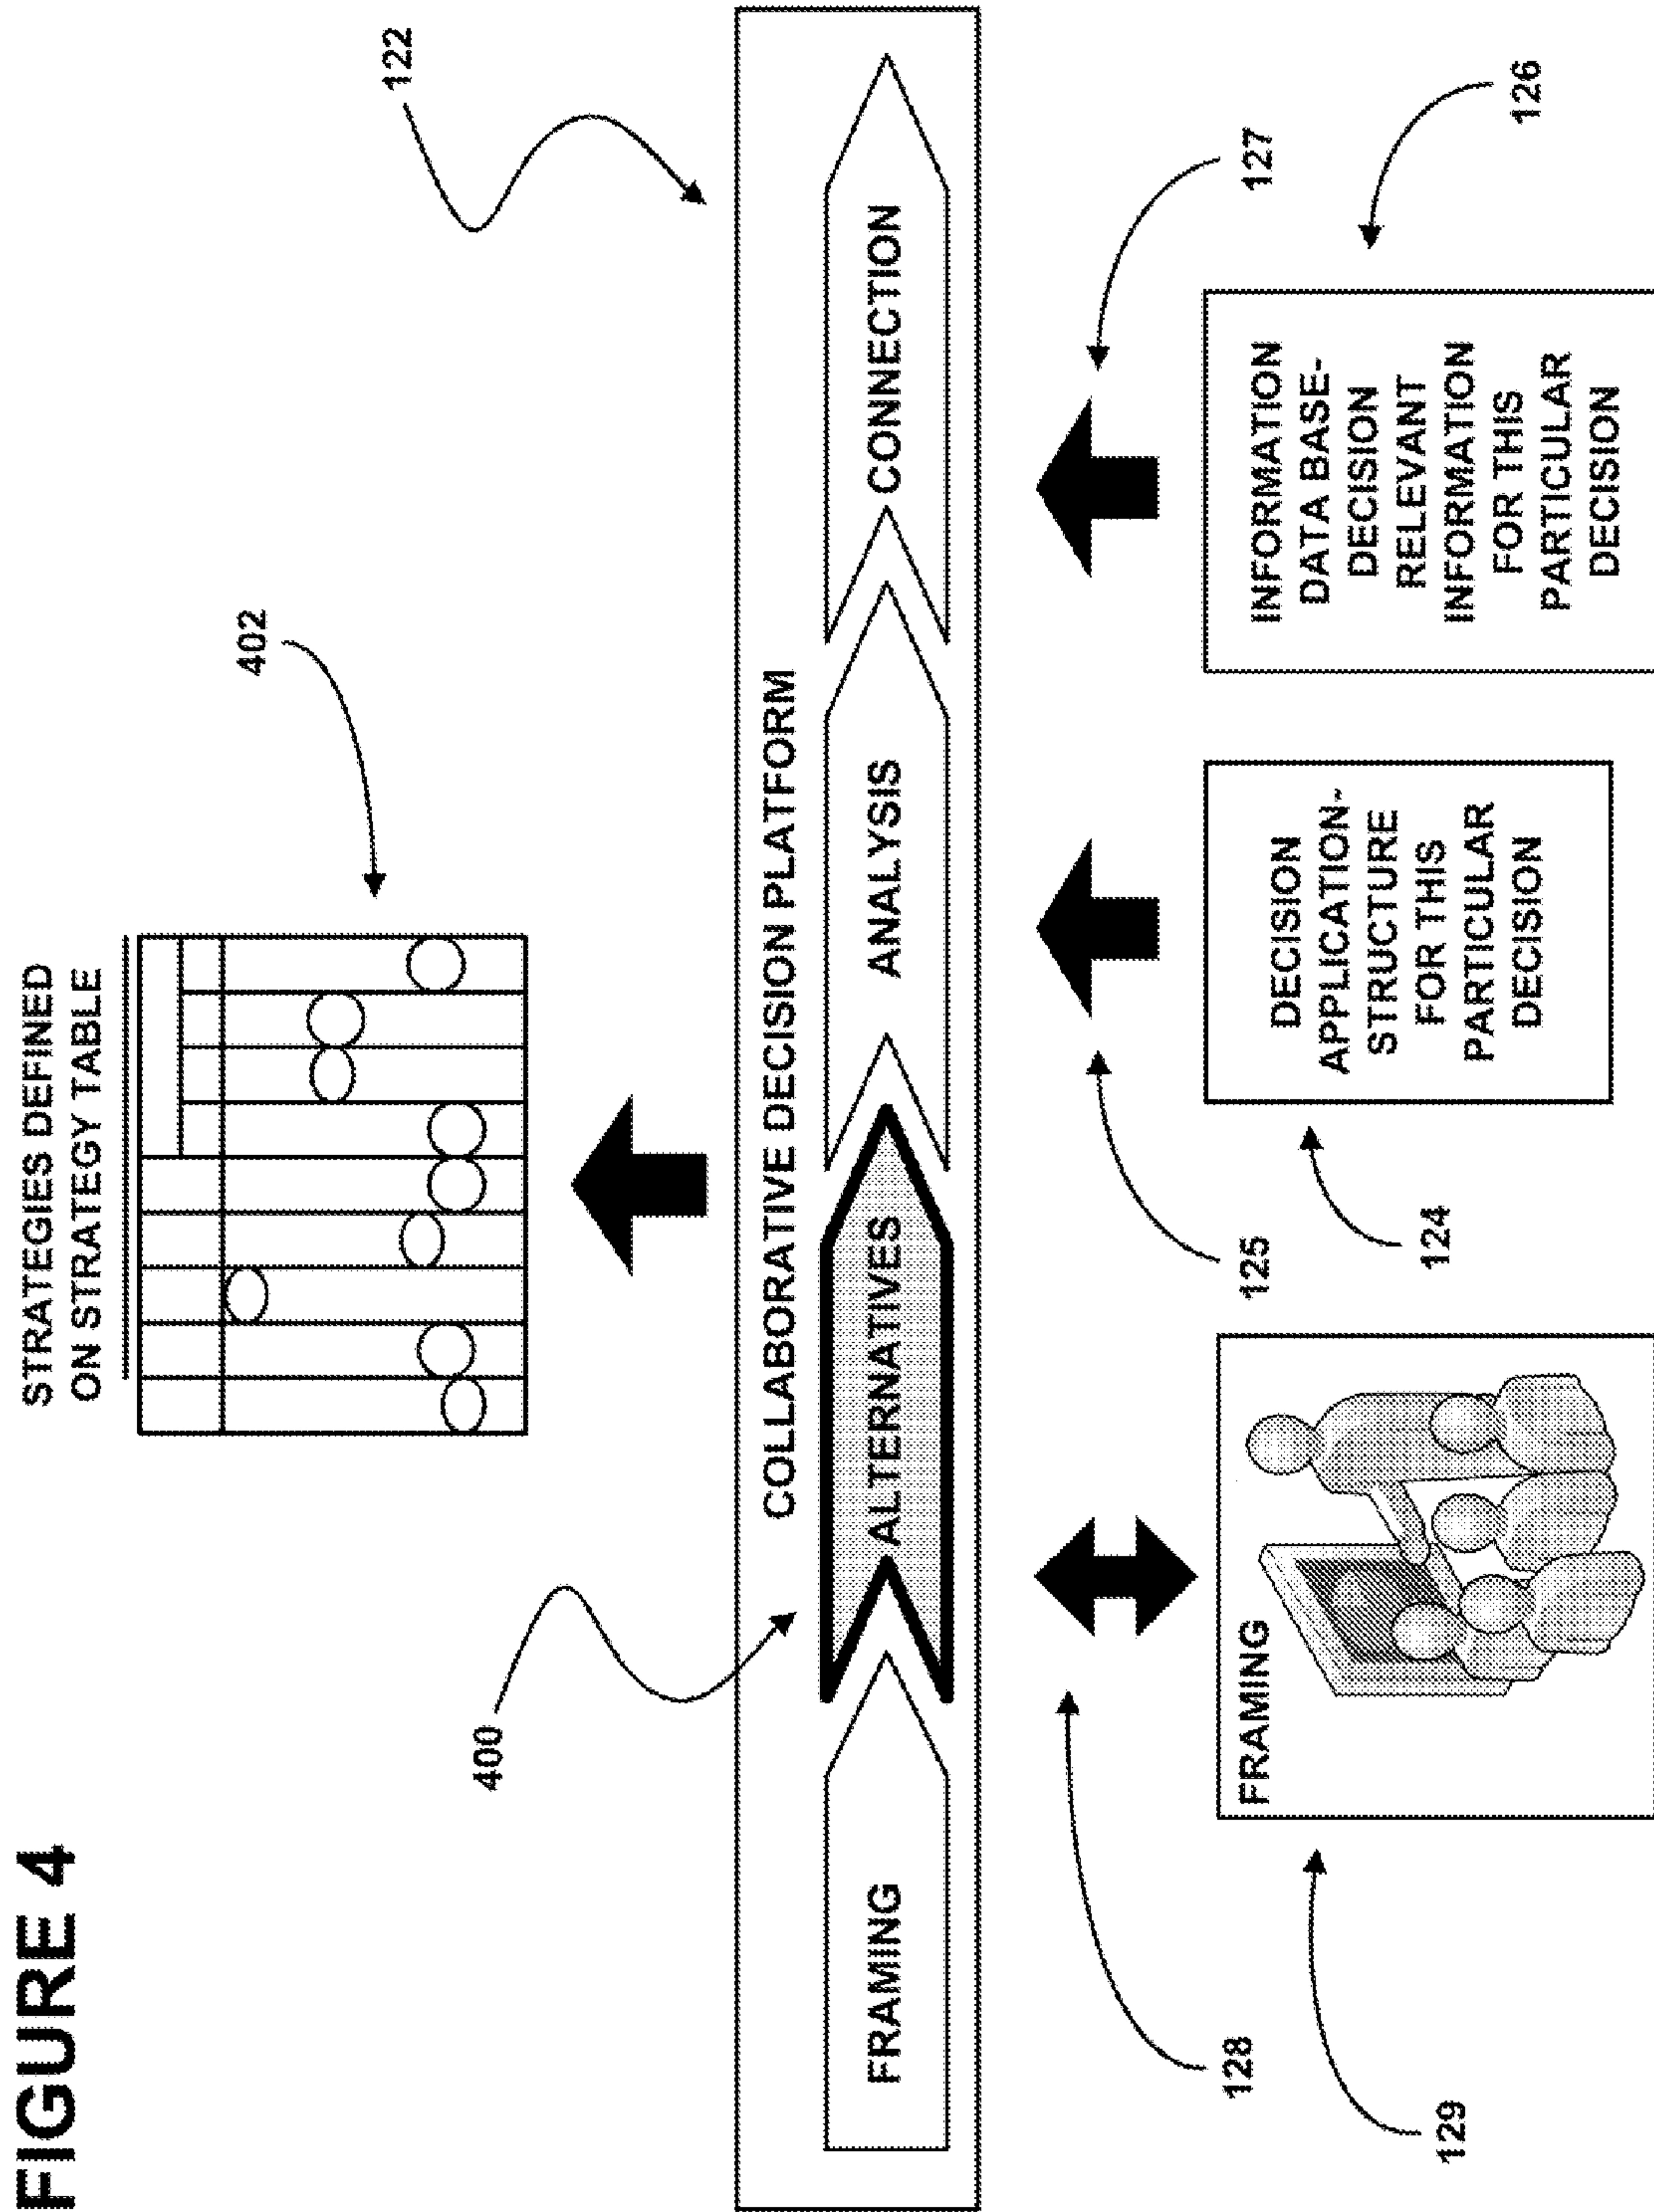 FIGURE 4
STRATEGIES DEFINED
ON STRATEGY TABLE
402
122
400
COLLABORATIVE DECISION PLATFORM
FRAMING
ALTERNATIVES
ANALYSIS
CONNECTION
128
125
127
129
FRAMING
124
DECISION
APPLICATION-
STRUCTURE
FOR THIS
PARTICULAR
DECISION
126
INFORMATION
DATA BASE-
DECISION
RELEVANT
INFORMATION
FOR THIS
PARTICULAR
DECISION